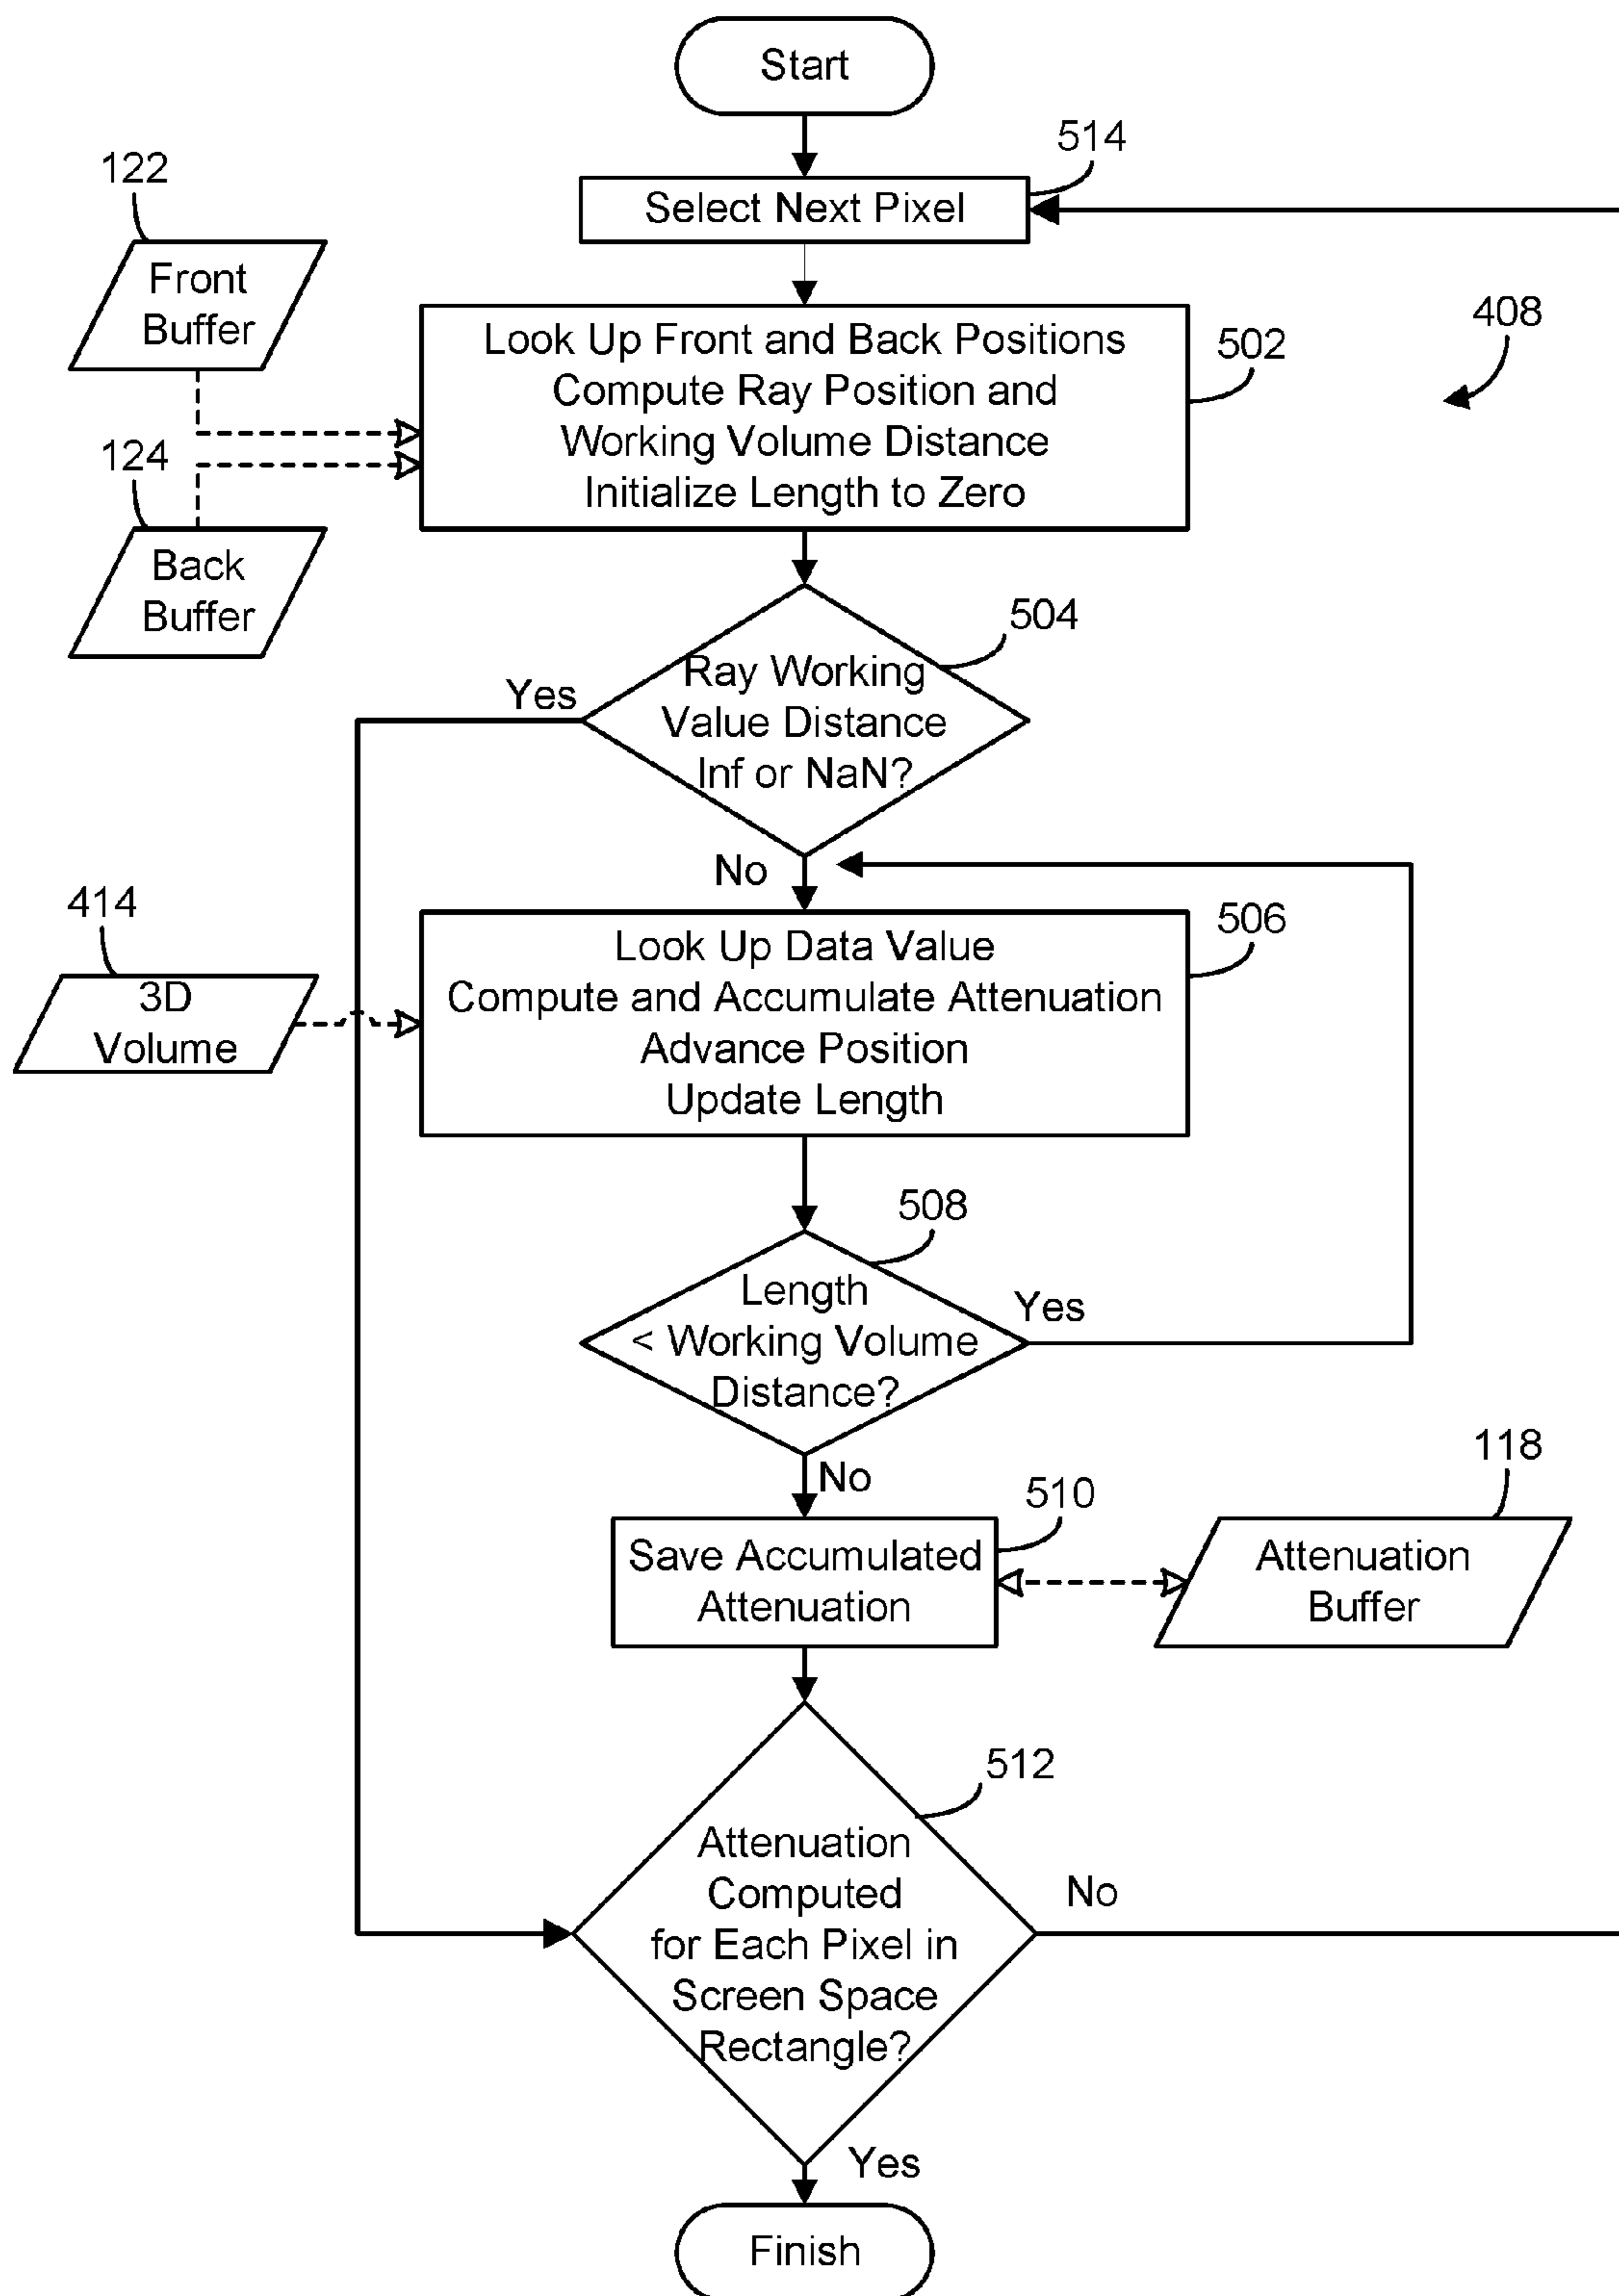 Start
514
Select Next Pixel
122
Front
Buffer
408
Look Up Front and Back Positions
Compute Ray Position and
Working Volume Distance
Initialize Length to Zero
502
124
Back
Buffer
504
Ray Working
Value Distance
Inf or NaN?
Yes
No
414
3D
Volume
506
Look Up Data Value
Compute and Accumulate Attenuation
Advance Position
Update Length
508
Length
< Working Volume
Distance?
Yes
No
510
Save Accumulated
Attenuation
118
Attenuation
Buffer
512
Attenuation
Computed
for Each Pixel in
Screen Space
Rectangle?
No
Yes
Finish